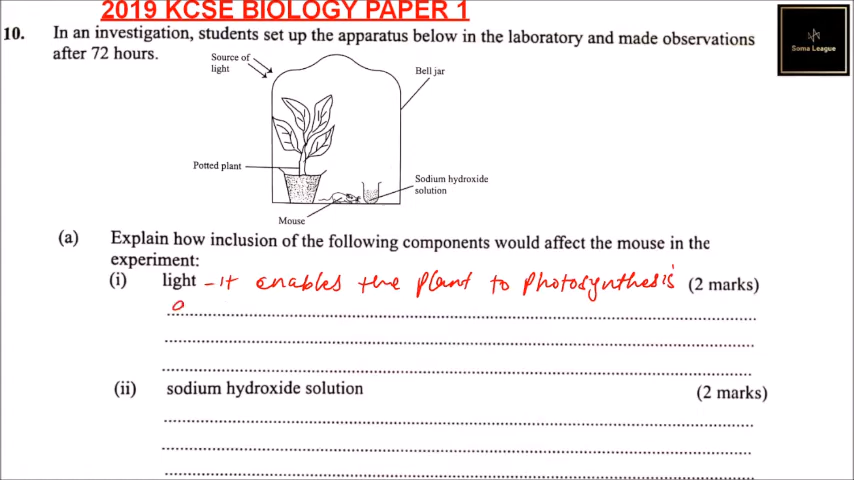 2019 KCSE BIOLOGY PAPER 1
10. In an investigation, students set up the apparatus below in the laboratory and made observations
after 72 hours.
Soma League
Source of
light
Bell jar
Potted plant
Sodium hydroxide
solution
Mouse
(a) Explain how inclusion of the following components would affect the mouse in the
experiment:
(i) light - it enables the plant to photosynthesis (2 marks)
(ii) sodium hydroxide solution (2 marks)